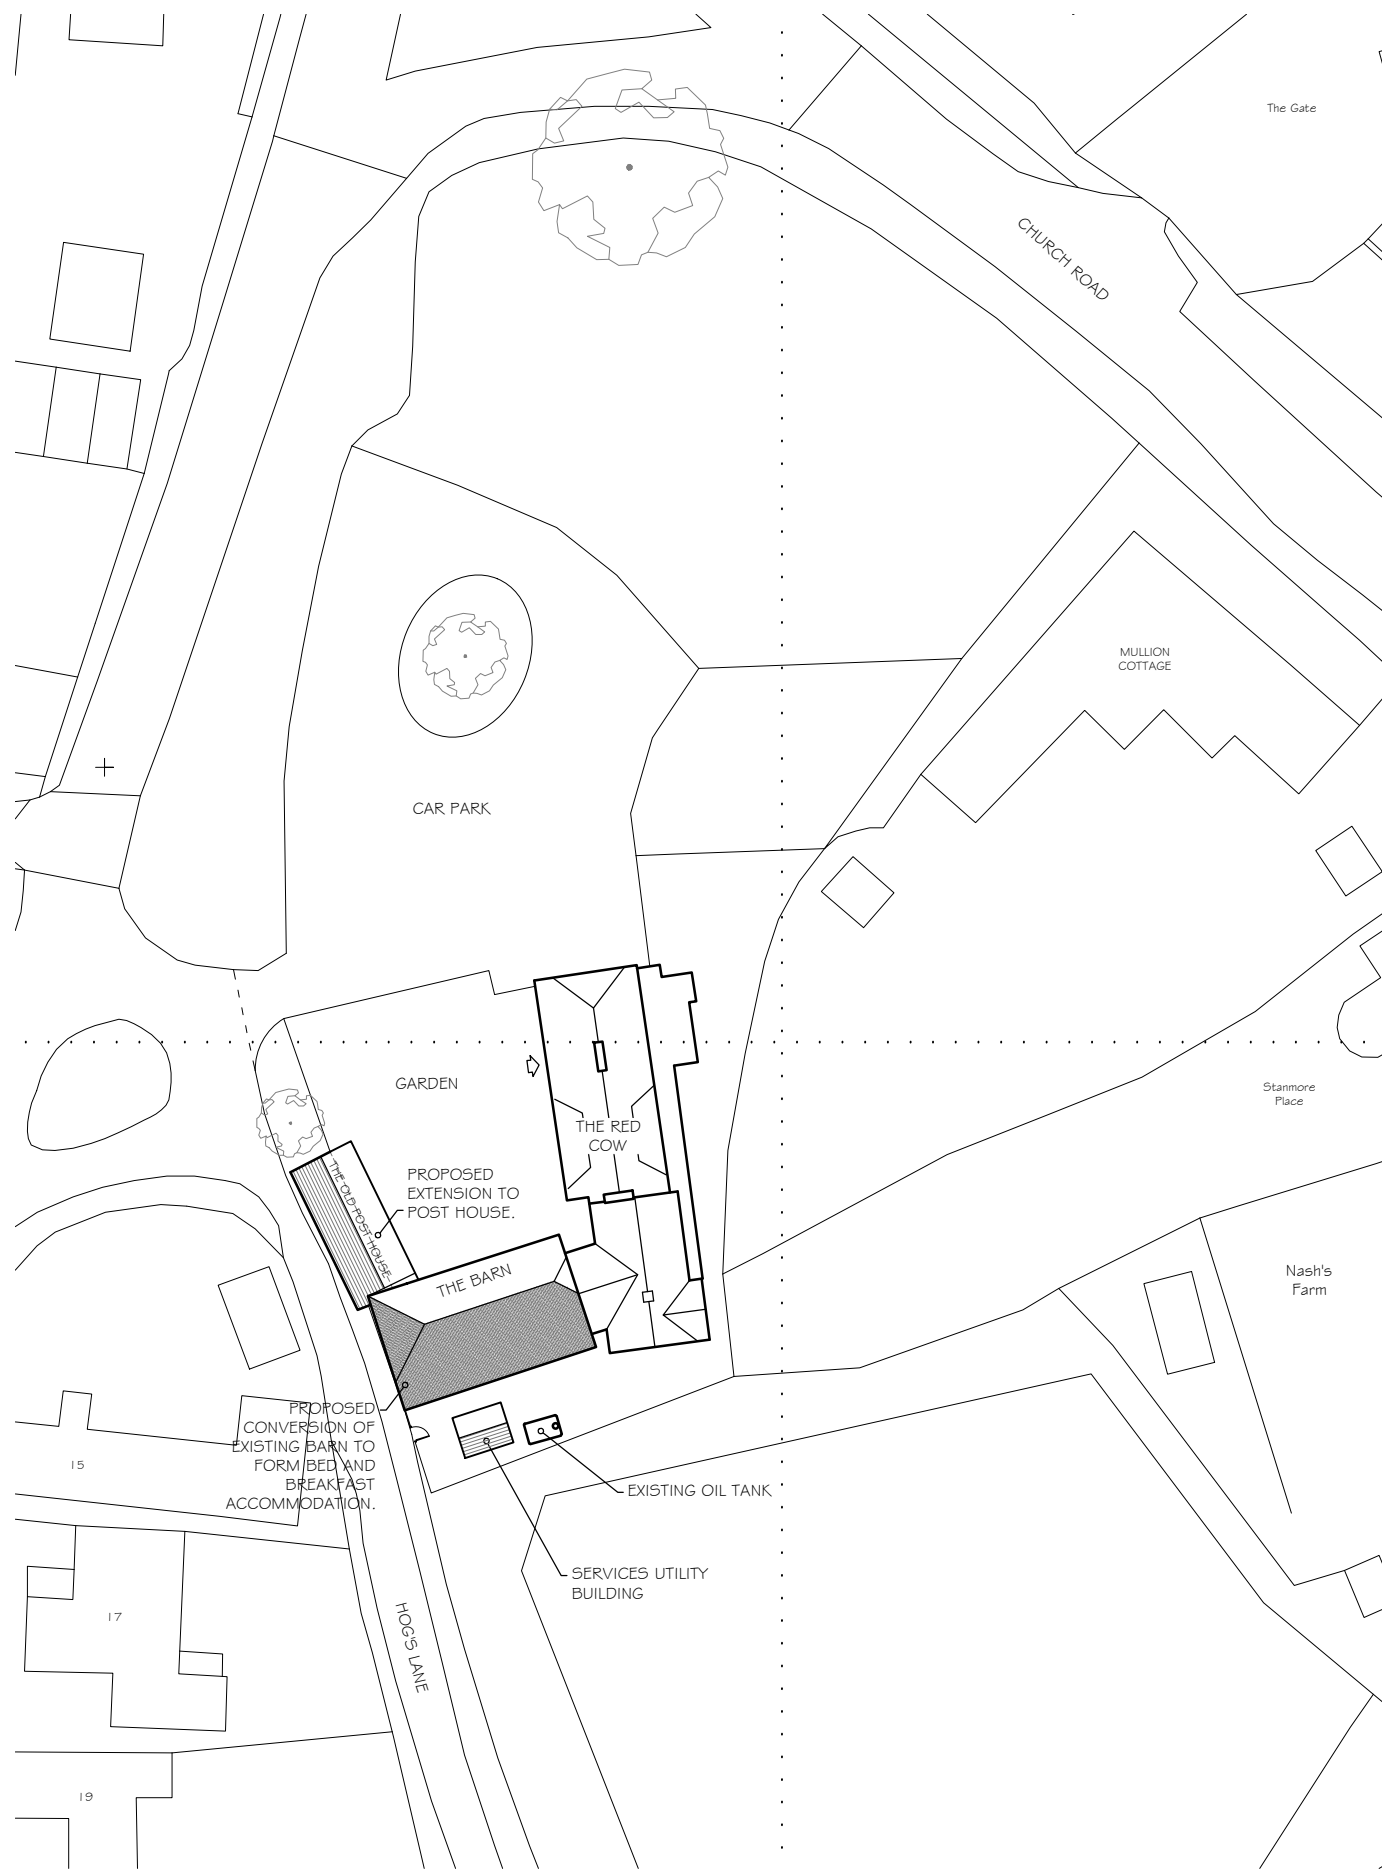 The Gate
CHURCH ROAD
MULLION
COTTAGE
CAR PARK
GARDEN
Stanmore
Place
THE RED
COW
PROPOSED
EXTENSION TO
POST HOUSE.
THE OLD POST HOUSE
THE BARN
Nash's
Farm
PROPOSED
CONVERSION OF
EXISTING BARN TO
FORM BED AND
BREAKFAST
ACCOMMODATION.
15
EXISTING OIL TANK
SERVICES UTILITY
BUILDING
17
HOG'S LANE
19